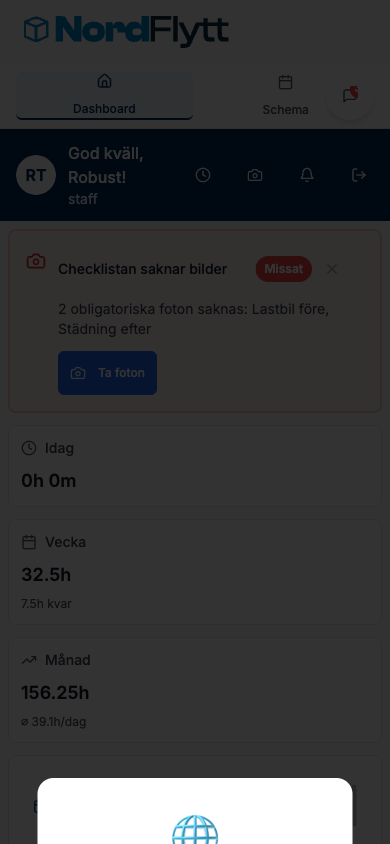 NordFlytt
Dashboard
Schema
RT
God kväll,
Robust!
staff
Checklistan saknar bilder
Missat
2 obligatoriska foton saknas: Lastbil före,
Städning efter
Ta foton
Idag
0h 0m
Vecka
32.5h
7.5h kvar
Månad
156.25h
⌀ 39.1h/dag